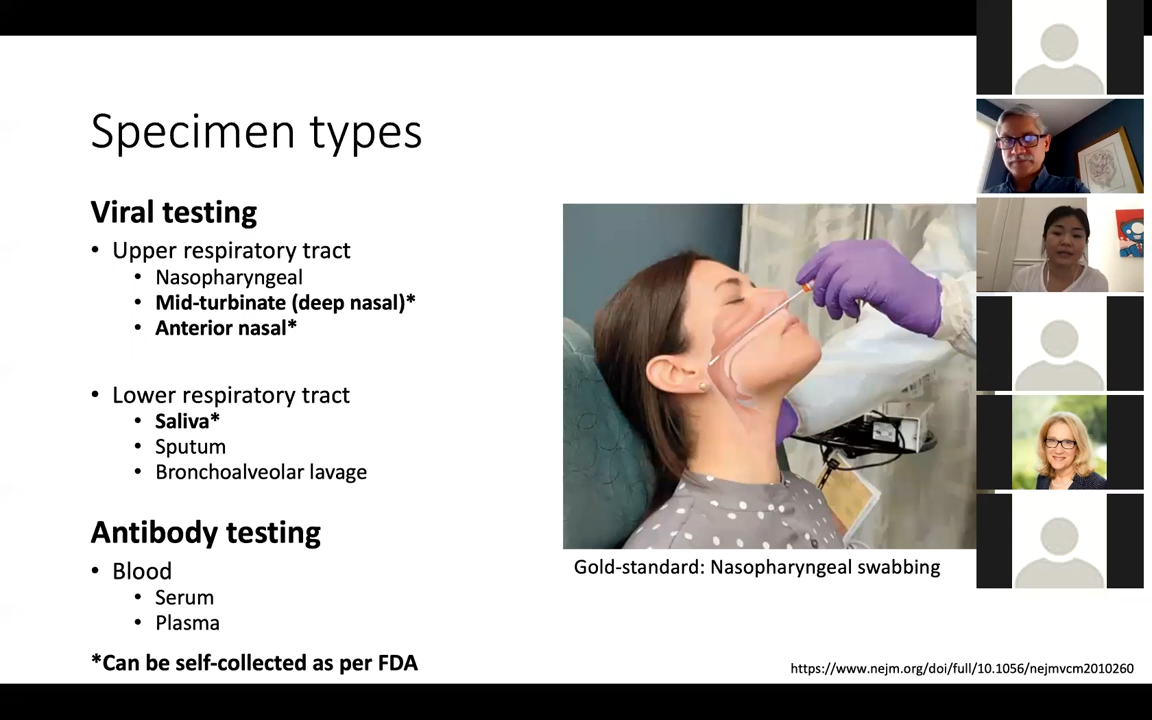 Specimen types
Viral testing
• Upper respiratory tract
• Nasopharyngeal
• Mid-turbinate (deep nasal)*
• Anterior nasal*
• Lower respiratory tract
• Saliva*
• Sputum
• Bronchoalveolar lavage
Antibody testing
• Blood
• Serum
• Plasma
*Can be self-collected as per FDA
Gold-standard: Nasopharyngeal swabbing
https://www.nejm.org/doi/full/10.1056/nejmvcm2010260